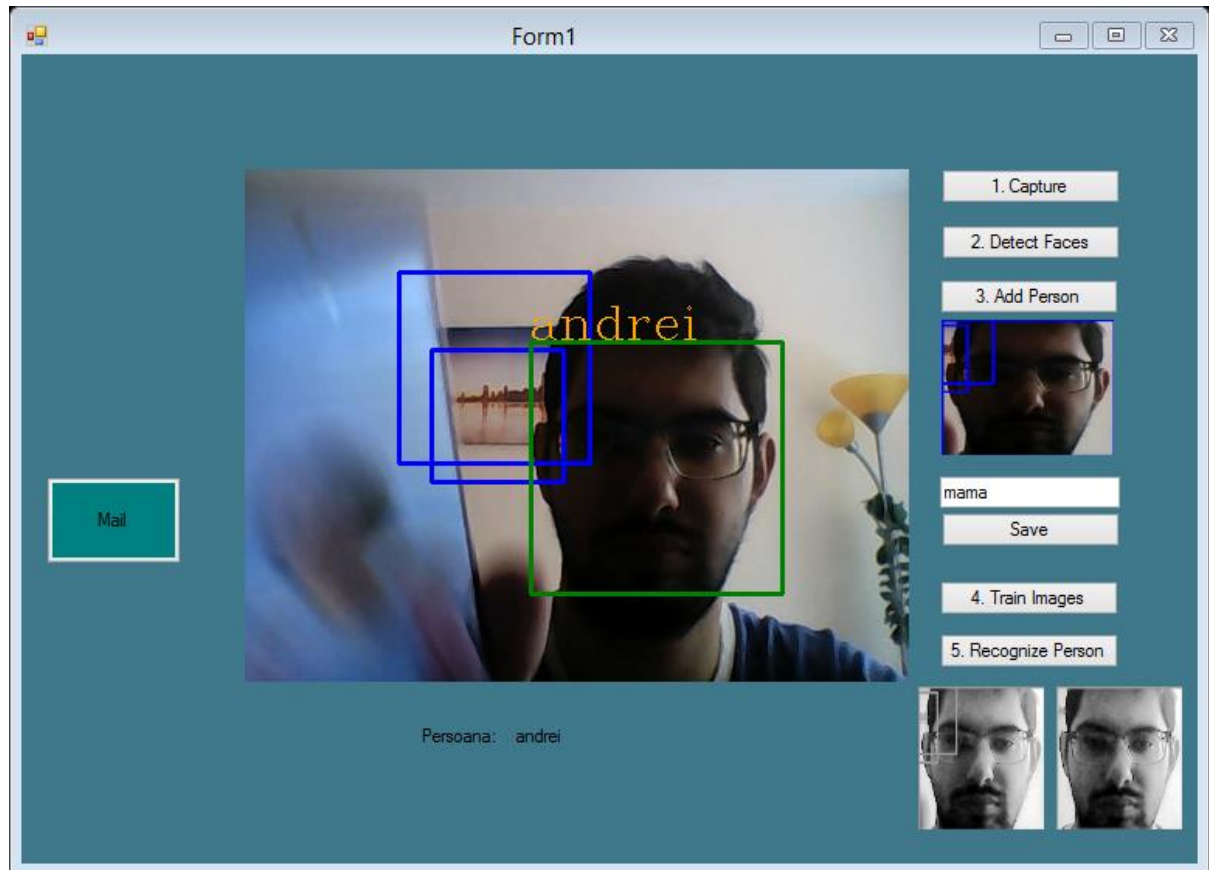 Form1
1. Capture
2. Detect Faces
3. Add Person
andrei
mama
Save
Mail
4. Train Images
5. Recognize Person
Persoana: andrei